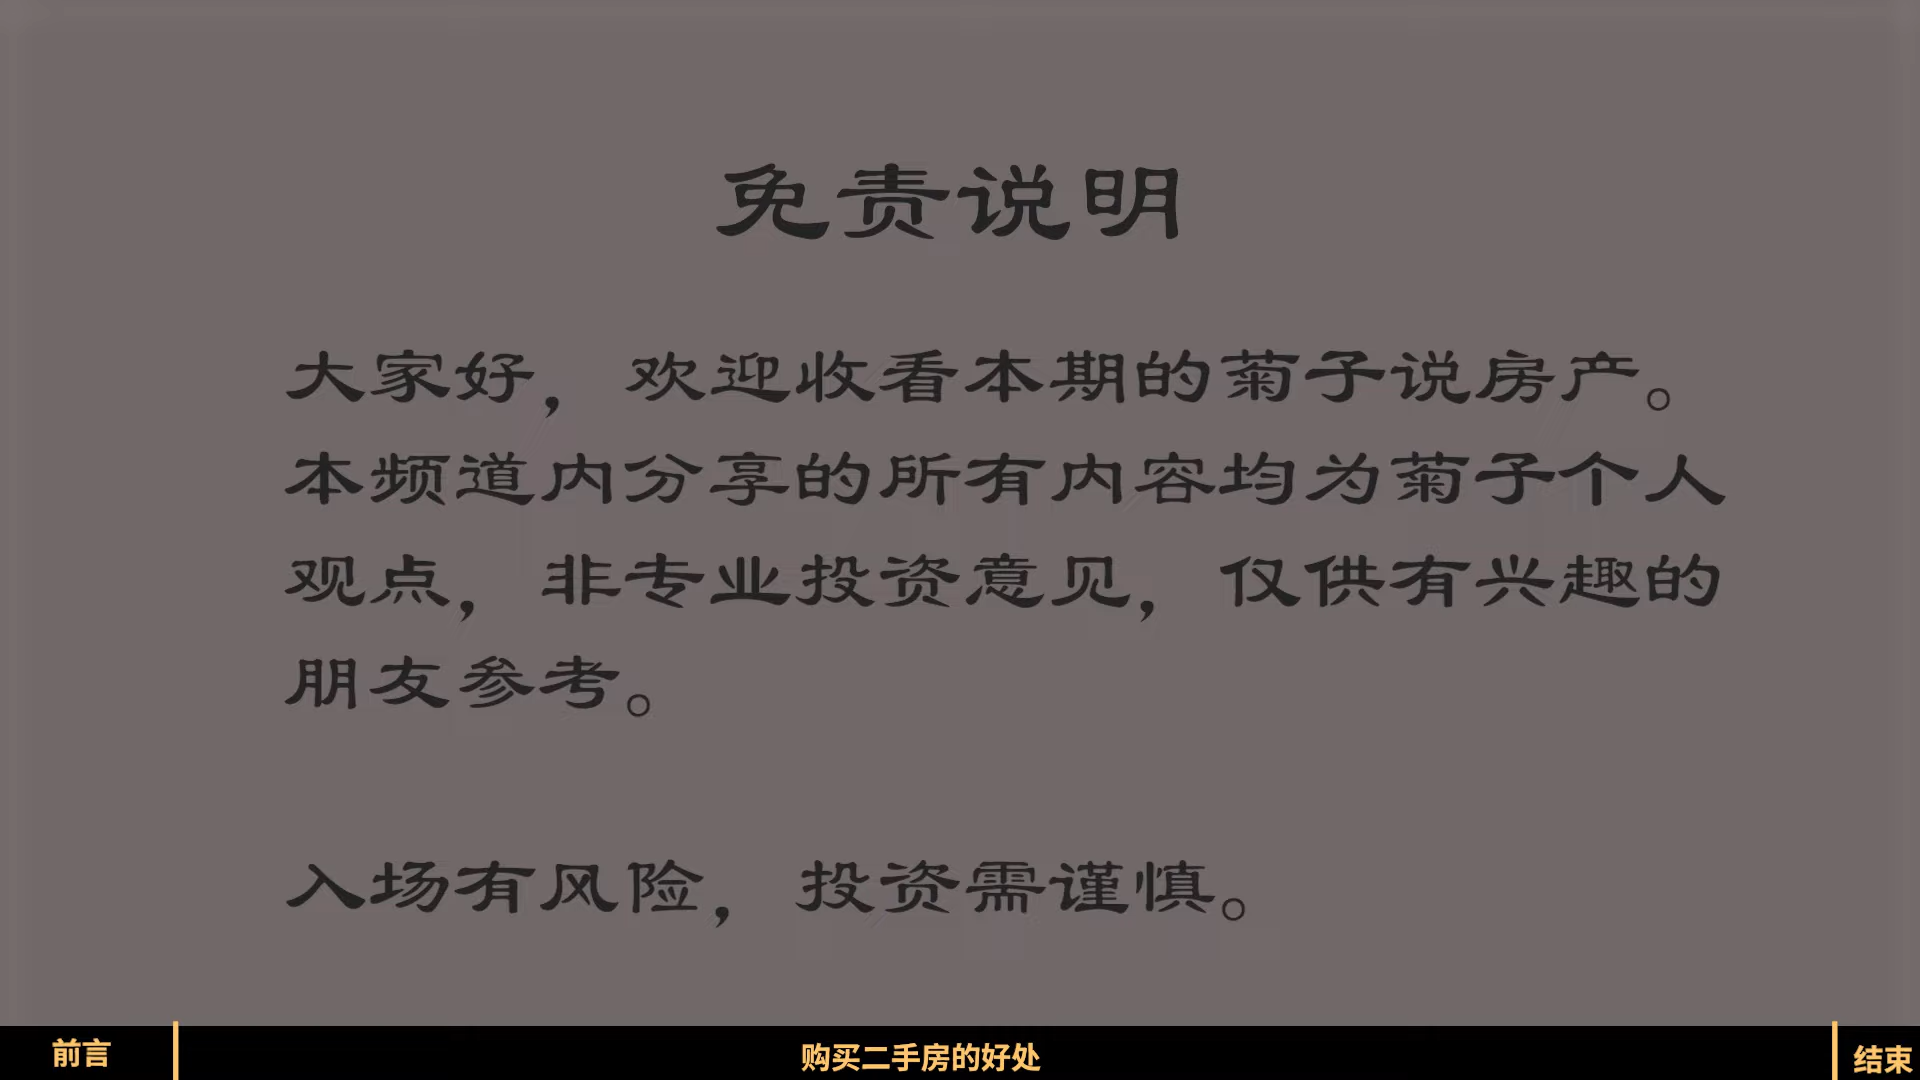 免责说明
大家好，欢迎收看本期的菊子说房产。
本频道内分享的所有内容均为菊子个人
观点，非专业投资意见，仅供有兴趣的
朋友参考。
入场有风险，投资需谨慎。
前言
购买二手房的好处
结束